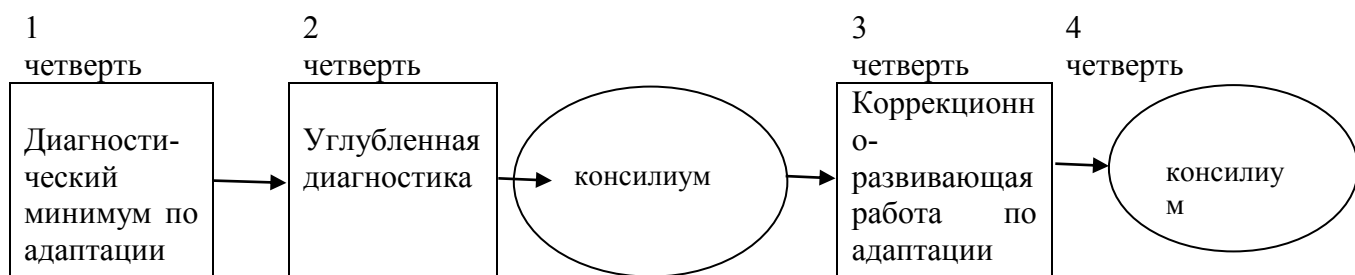 1
четверть
2
четверть
3
четверть
4
четверть
Диагности-
ческий
минимум по
адаптации
Углубленная
диагностика
консилиум
Коррекционн
о-
развивающая
работа по
адаптации
консилиу
м